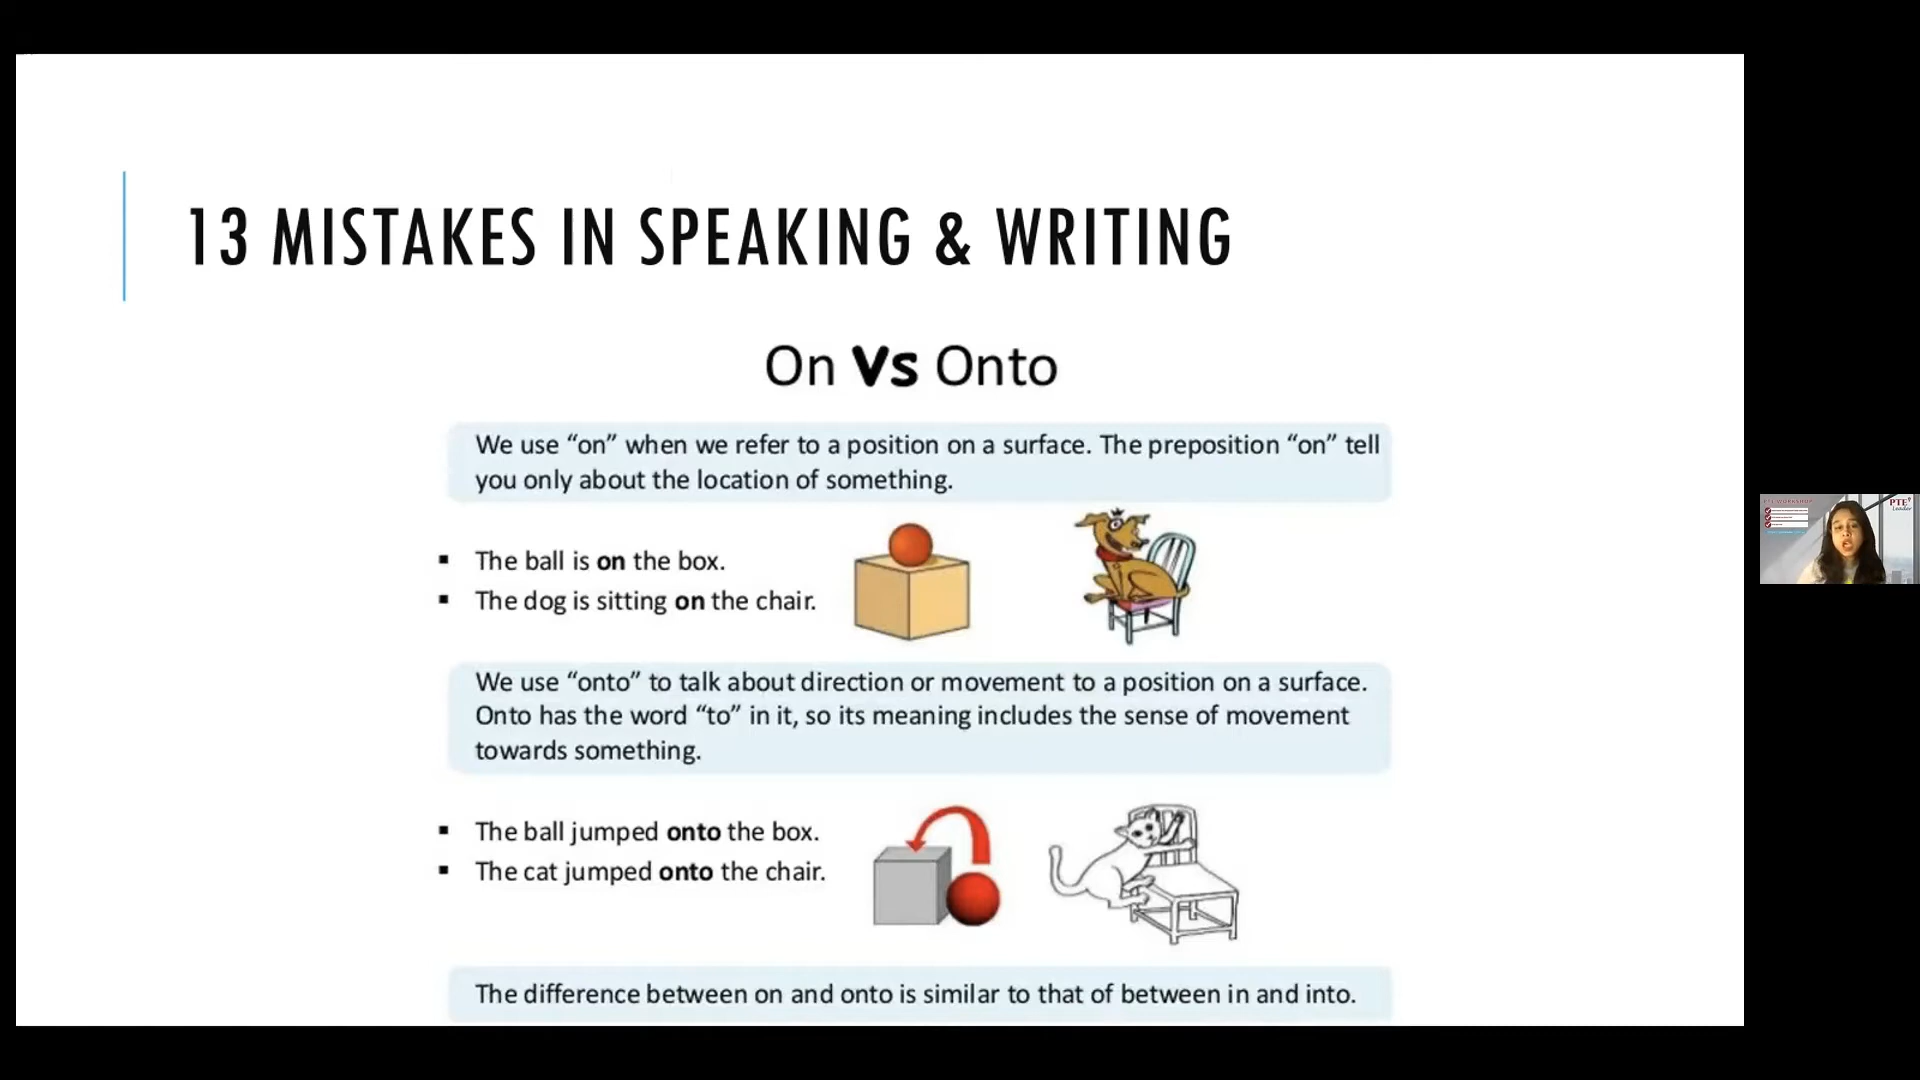 13 MISTAKES IN SPEAKING & WRITING
On Vs Onto
We use “on” when we refer to a position on a surface. The preposition “on” tell
you only about the location of something.
▪ The ball is on the box.
▪ The dog is sitting on the chair.
We use “onto” to talk about direction or movement to a position on a surface.
Onto has the word “to” in it, so its meaning includes the sense of movement
towards something.
▪ The ball jumped onto the box.
▪ The cat jumped onto the chair.
The difference between on and onto is similar to that of between in and into.
PTE WORKSHOP
PTE
Leader